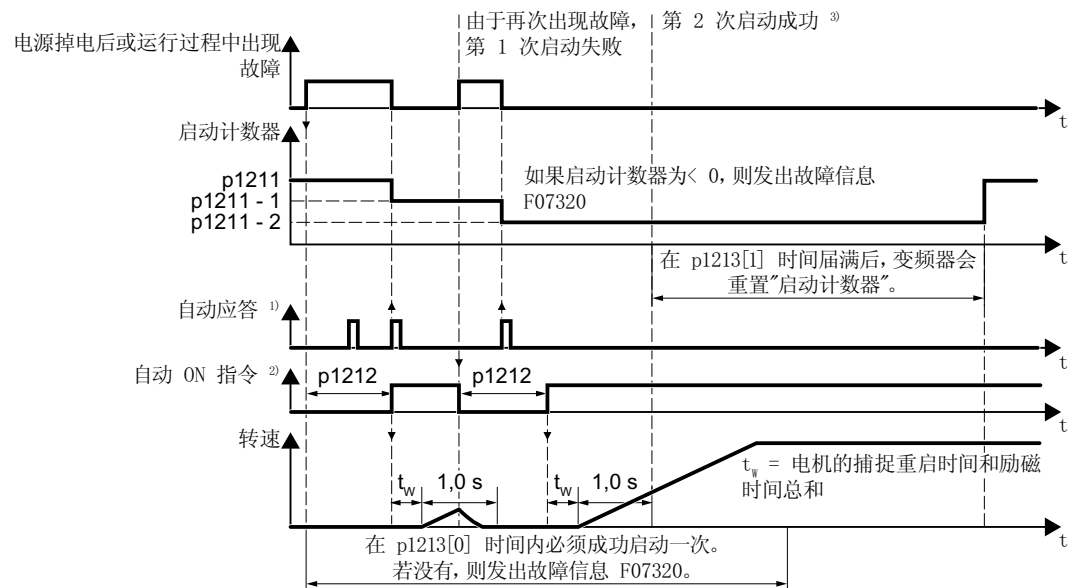 由于再次出现故障，
第 1 次启动失败
第 2 次启动成功 3)
电源掉电后或运行过程中出现
故障
t
启动计数器
p1211
p1211 - 1
p1211 - 2
如果启动计数器为< 0，则发出故障信息
F07320
t
在 p1213[1] 时间届满后，变频器会
重置"启动计数器"。
自动应答 1)
t
自动 ON 指令 2)
p1212
p1212
t
转速
tw
1,0 s
tw
1,0 s
tw = 电机的捕捉重启时间和励磁
时间总和
t
在 p1213[0] 时间内必须成功启动一次。
若没有，则发出故障信息 F07320。